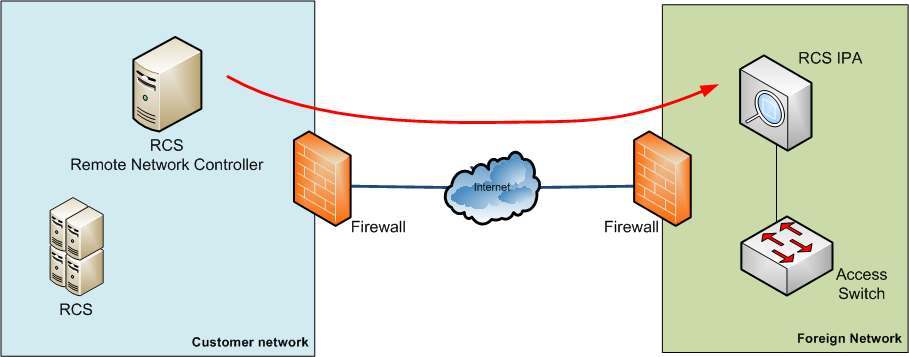 RCS IPA
RCS
Remote Network Controller
Internet
Firewall
Firewall
Access
Switch
RCS
Customer network
Foreign Network